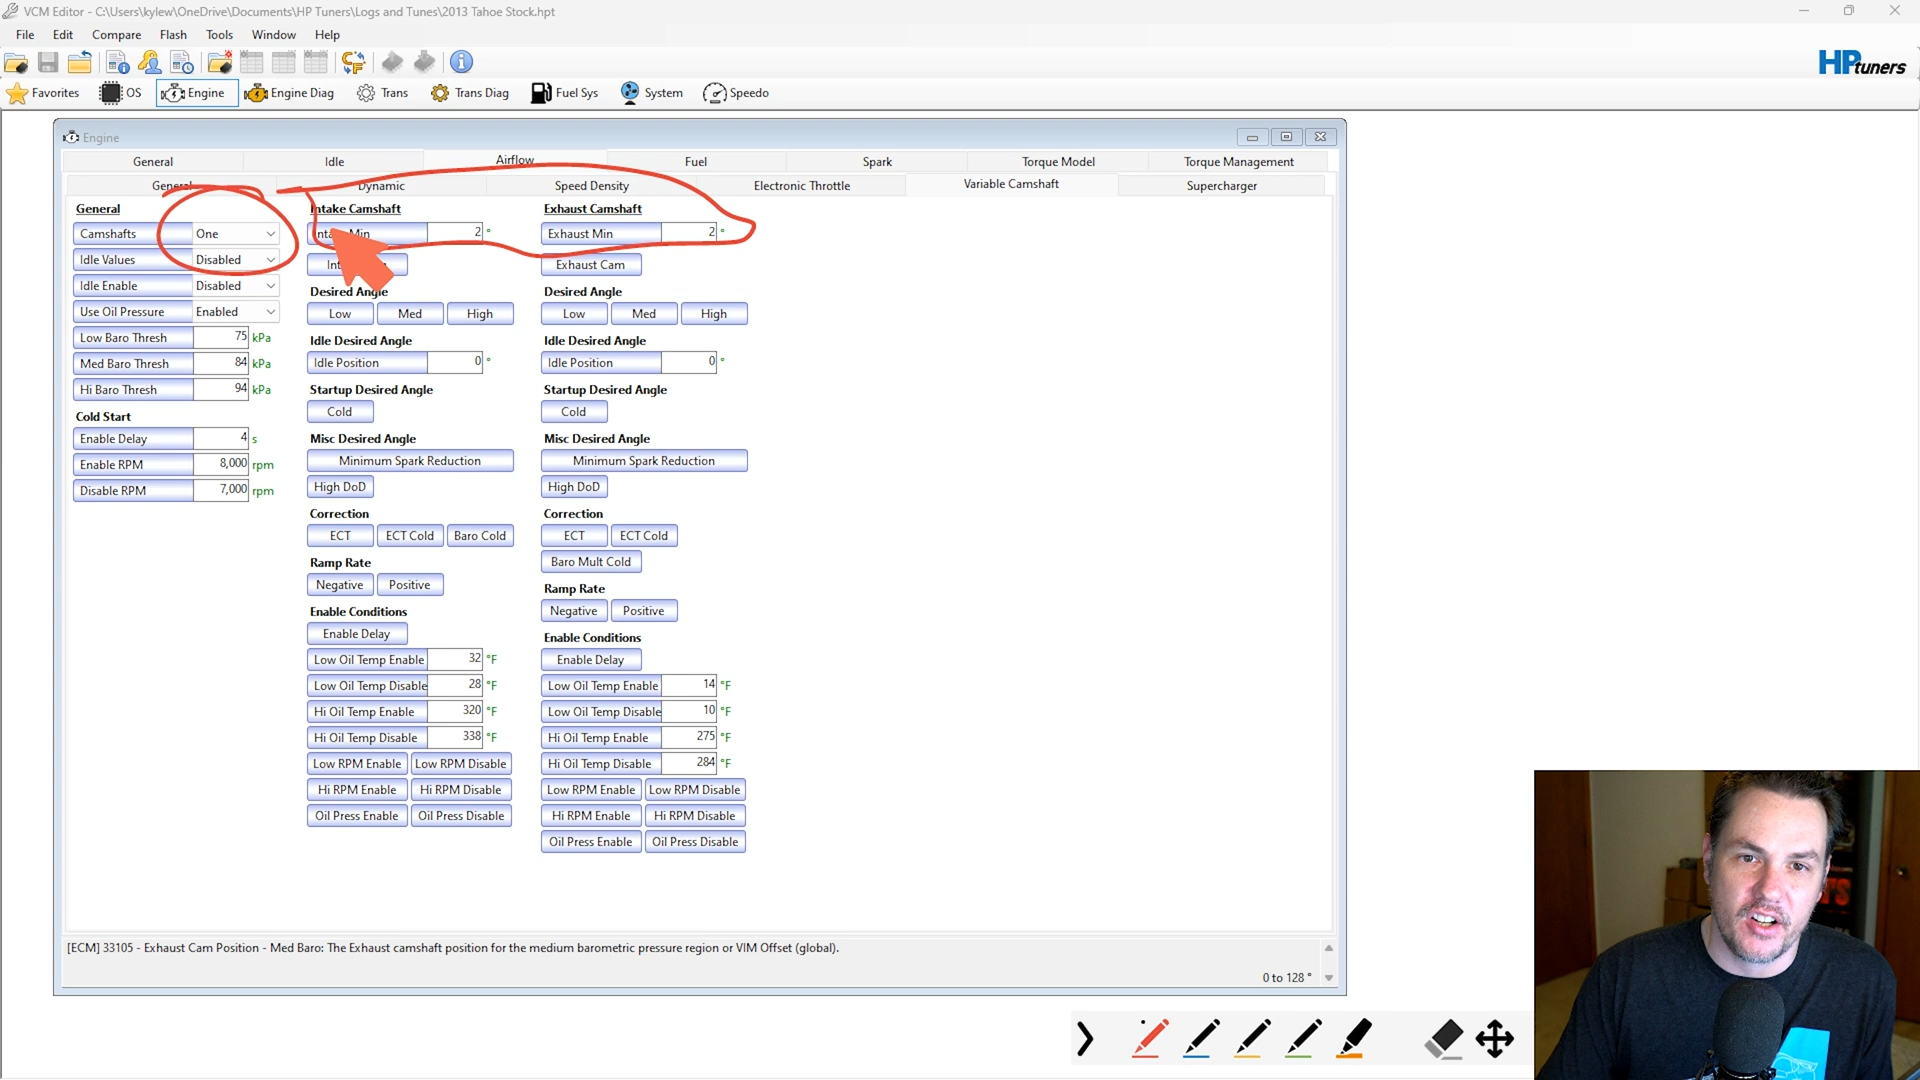 VCM Editor - C:\Users\kylew\OneDrive\Documents\HP Tuners\Logs and Tunes\2013 Tahoe Stock.hpt
File Edit Compare Flash Tools Window Help
HPtuners
Favorites OS Engine Engine Diag Trans Trans Diag Fuel Sys System Speedo
Engine
General Idle Airflow Fuel Spark Torque Model Torque Management
General Dynamic Speed Density Electronic Throttle Variable Camshaft Supercharger
General
Camshafts One
Idle Values Disabled
Idle Enable Disabled
Use Oil Pressure Enabled
Low Baro Thresh 75 kPa
Med Baro Thresh 84 kPa
Hi Baro Thresh 94 kPa
Cold Start
Enable Delay 4 s
Enable RPM 8,000 rpm
Disable RPM 7,000 rpm
Intake Camshaft
Intake Min 2 °
Desired Angle
Low Med High
Idle Desired Angle
Idle Position 0 °
Startup Desired Angle
Cold
Misc Desired Angle
Minimum Spark Reduction
High DoD
Correction
ECT ECT Cold Baro Cold
Ramp Rate
Negative Positive
Enable Conditions
Enable Delay
Low Oil Temp Enable 32 °F
Low Oil Temp Disable 28 °F
Hi Oil Temp Enable 320 °F
Hi Oil Temp Disable 338 °F
Low RPM Enable Low RPM Disable
Hi RPM Enable Hi RPM Disable
Oil Press Enable Oil Press Disable
Exhaust Camshaft
Exhaust Min 2 °
Exhaust Cam
Desired Angle
Low Med High
Idle Desired Angle
Idle Position 0 °
Startup Desired Angle
Cold
Misc Desired Angle
Minimum Spark Reduction
High DoD
Correction
ECT ECT Cold
Baro Mult Cold
Ramp Rate
Negative Positive
Enable Conditions
Enable Delay
Low Oil Temp Enable 14 °F
Low Oil Temp Disable 10 °F
Hi Oil Temp Enable 275 °F
Hi Oil Temp Disable 284 °F
Low RPM Enable Low RPM Disable
Hi RPM Enable Hi RPM Disable
Oil Press Enable Oil Press Disable
[ECM] 33105 - Exhaust Cam Position - Med Baro: The Exhaust camshaft position for the medium barometric pressure region or VIM Offset (global).
0 to 128 °